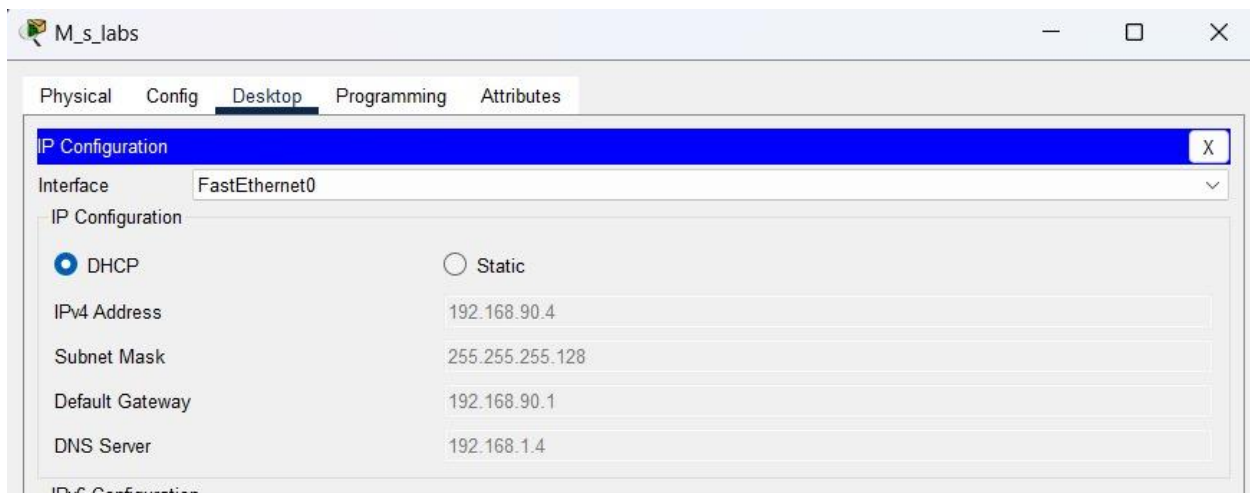 M_s_labs
Physical Config Desktop Programming Attributes
IP Configuration X
Interface FastEthernet0
IP Configuration
DHCP Static
IPv4 Address 192.168.90.4
Subnet Mask 255.255.255.128
Default Gateway 192.168.90.1
DNS Server 192.168.1.4
IPv6 Configuration